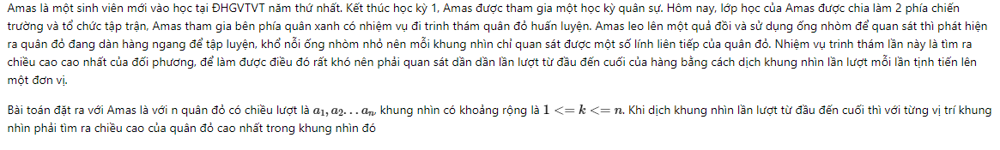 Amas là một sinh viên mới vào học tại ĐHGVTVT năm thứ nhất. Kết thúc học kỳ 1, Amas được tham gia một học kỳ quân sự. Hôm nay, lớp học của Amas được chia làm 2 phía chiến
trường và tổ chức tập trận, Amas tham gia bên phía quân xanh có nhiệm vụ đi trinh thám quân đỏ huấn luyện. Amas leo lên một quả đồi và sử dụng ống nhòm để quan sát thì phát hiện
ra quân đỏ đang dàn hàng ngang để tập luyện, khổ nỗi ống nhòm nhỏ nên mỗi khung nhìn chỉ quan sát được một số lính liên tiếp của quân đỏ. Nhiệm vụ trinh thám lần này là tìm ra
chiều cao cao nhất của đối phương, để làm được điều đó rất khó nên phải quan sát dần dần lần lượt từ đầu đến cuối của hàng bằng cách dịch khung nhìn lần lượt mỗi lần tịnh tiến lên
một đơn vị.
Bài toán đặt ra với Amas là với n quân đỏ có chiều lượt là a₁, a₂. . . aₙ, khung nhìn có khoảng rộng là 1 <= k <= n. Khi dịch khung nhìn lần lượt từ đầu đến cuối thì với từng vị trí khung
nhìn phải tìm ra chiều cao của quân đỏ cao nhất trong khung nhìn đó